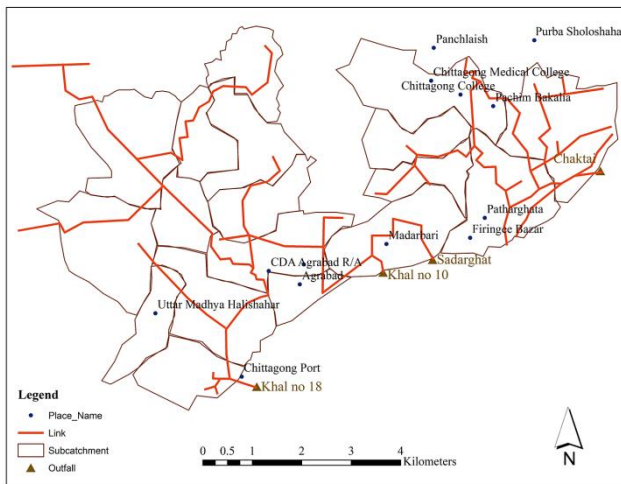 Panchlaish
Purba Sholoshaha
Chittagong Medical College
Chittagong College
Pachim Bakalia
Chaktai
Patharghata
Firingee Bazar
Madarbari
Sadarghat
CDA Agrabad R/A
Khal no 10
Agrabad
Uttar Madhya Halishahar
Chittagong Port
Khal no 18
Legend
Place_Name
Link
Subcatchment
Outfall
0 0.5 1 2 3 4
Kilometers
N